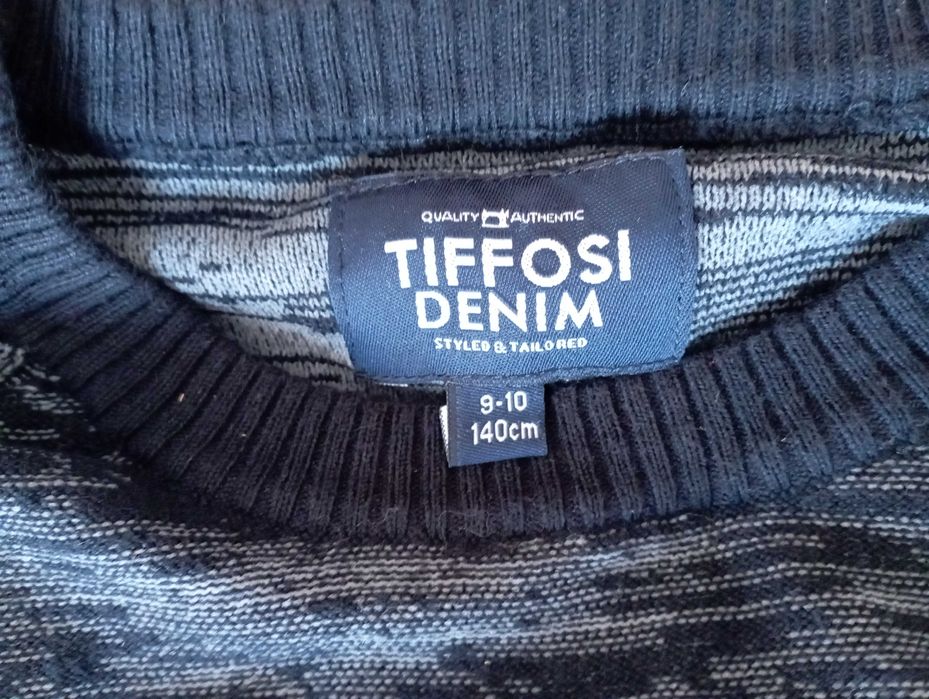 QUALITY AUTHENTIC
TIFFOSI
DENIM
STYLED & TAILORED
9-10
140cm